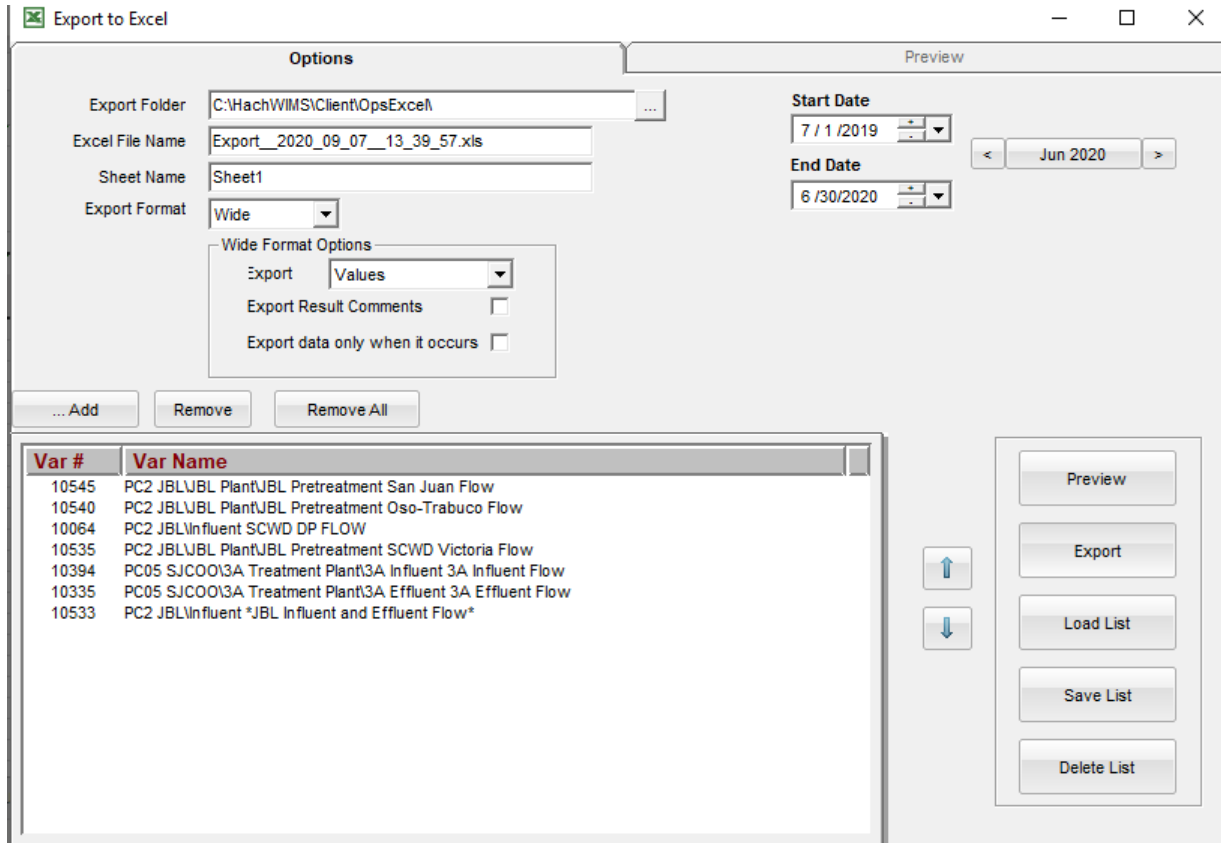 Export to Excel
Options
Preview
Export Folder C:\HachWIMS\Client\OpsExcel\ ...
Excel File Name Export__2020_09_07__13_39_57.xls
Sheet Name Sheet1
Export Format Wide
Start Date
7 / 1 /2019
End Date
6 /30/2020
< Jun 2020 >
Wide Format Options
Export Values
Export Result Comments
Export data only when it occurs
... Add Remove Remove All
Var # Var Name
10545 PC2 JBL\JBL Plant\JBL Pretreatment San Juan Flow
10540 PC2 JBL\JBL Plant\JBL Pretreatment Oso-Trabuco Flow
10064 PC2 JBL\Influent SCWD DP FLOW
10535 PC2 JBL\JBL Plant\JBL Pretreatment SCWD Victoria Flow
10394 PC05 SJCOO\3A Treatment Plant\3A Influent 3A Influent Flow
10335 PC05 SJCOO\3A Treatment Plant\3A Effluent 3A Effluent Flow
10533 PC2 JBL\Influent *JBL Influent and Effluent Flow*
Preview
Export
Load List
Save List
Delete List